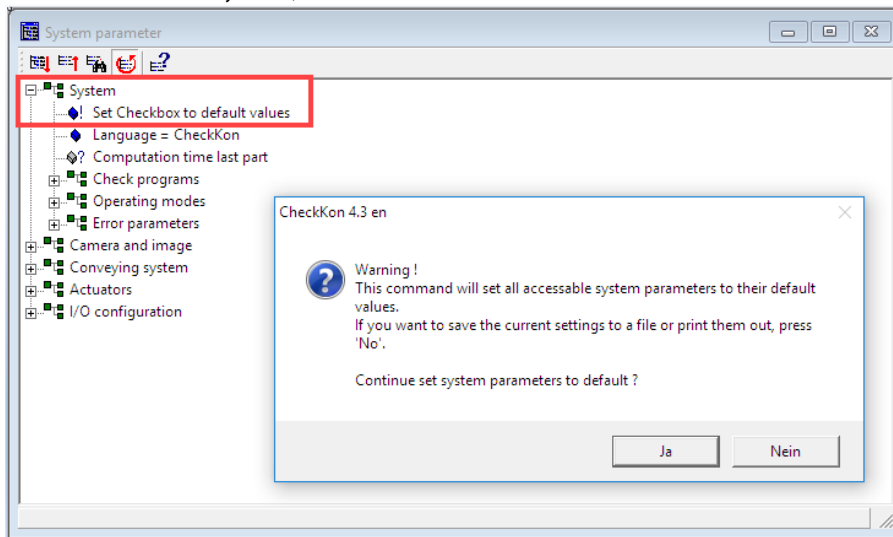 System parameter
System
Set Checkbox to default values
Language = CheckKon
Computation time last part
Check programs
Operating modes
Error parameters
Camera and image
Conveying system
Actuators
I/O configuration
CheckKon 4.3 en
Warning !
This command will set all accessable system parameters to their default
values.
If you want to save the current settings to a file or print them out, press
'No'.
Continue set system parameters to default ?
Ja
Nein